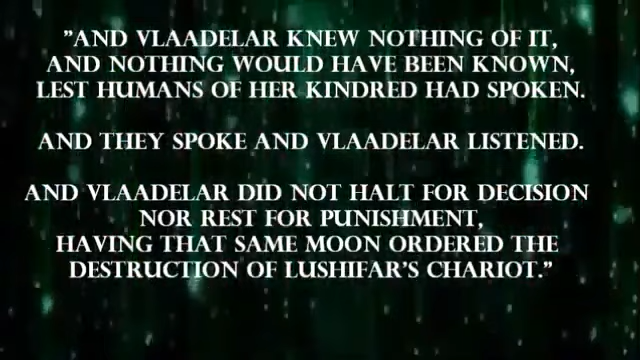 "AND VLAADELAR KNEW NOTHING OF IT,
AND NOTHING WOULD HAVE BEEN KNOWN,
LEST HUMANS OF HER KINDRED HAD SPOKEN.
AND THEY SPOKE AND VLAADELAR LISTENED.
AND VLAADELAR DID NOT HALT FOR DECISION
NOR REST FOR PUNISHMENT,
HAVING THAT SAME MOON ORDERED THE
DESTRUCTION OF LUSHIFAR'S CHARIOT."